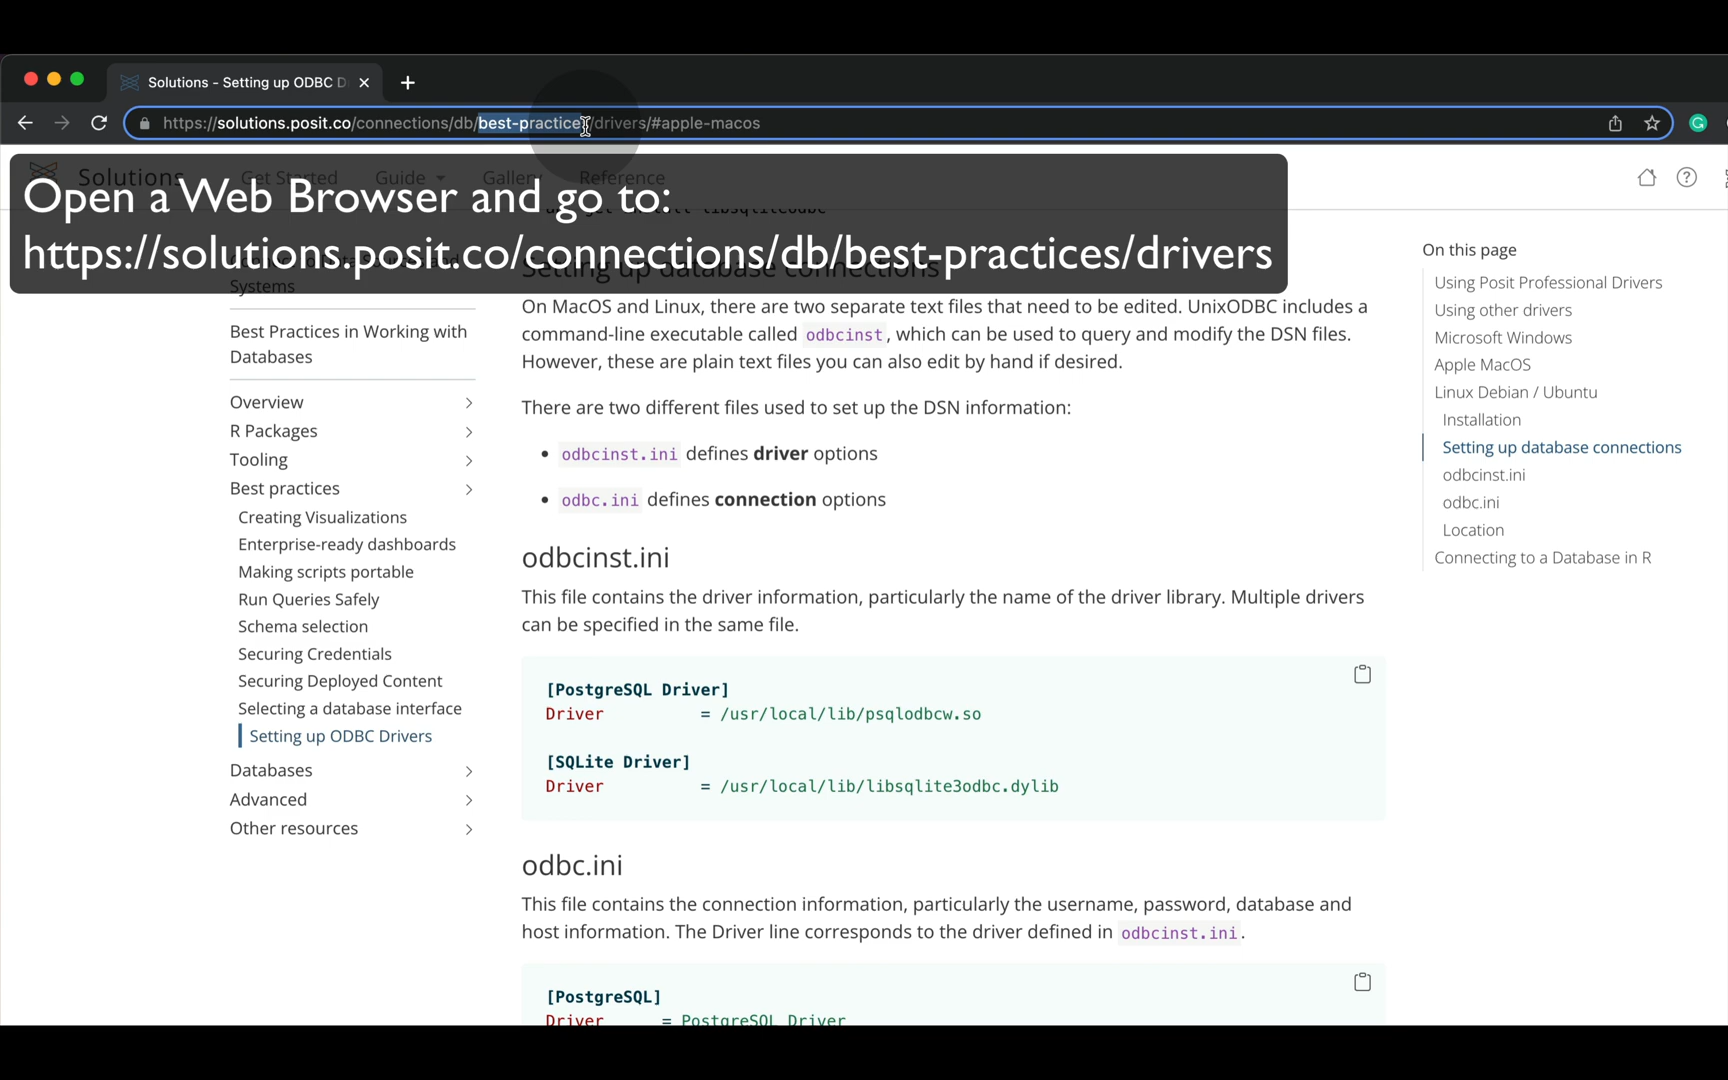 Solutions - Setting up ODBC D
https://solutions.posit.co/connections/db/best-practices/drivers/#apple-macos
Solutions Get Started Guide Gallery Reference
Open a Web Browser and go to:
https://solutions.posit.co/connections/db/best-practices/drivers
Systems
Best Practices in Working with
Databases
Overview
R Packages
Tooling
Best practices
Creating Visualizations
Enterprise-ready dashboards
Making scripts portable
Run Queries Safely
Schema selection
Securing Credentials
Securing Deployed Content
Selecting a database interface
Setting up ODBC Drivers
Databases
Advanced
Other resources
Setting up database connections
On MacOS and Linux, there are two separate text files that need to be edited. UnixODBC includes a
command-line executable called odbcinst, which can be used to query and modify the DSN files.
However, these are plain text files you can also edit by hand if desired.
There are two different files used to set up the DSN information:
odbcinst.ini defines driver options
odbc.ini defines connection options
odbcinst.ini
This file contains the driver information, particularly the name of the driver library. Multiple drivers
can be specified in the same file.
[PostgreSQL Driver]
Driver = /usr/local/lib/psqlodbcw.so
[SQLite Driver]
Driver = /usr/local/lib/libsqlite3odbc.dylib
odbc.ini
This file contains the connection information, particularly the username, password, database and
host information. The Driver line corresponds to the driver defined in odbcinst.ini.
[PostgreSQL]
Driver = PostgreSQL Driver
On this page
Using Posit Professional Drivers
Using other drivers
Microsoft Windows
Apple MacOS
Linux Debian / Ubuntu
Installation
Setting up database connections
odbcinst.ini
odbc.ini
Location
Connecting to a Database in R